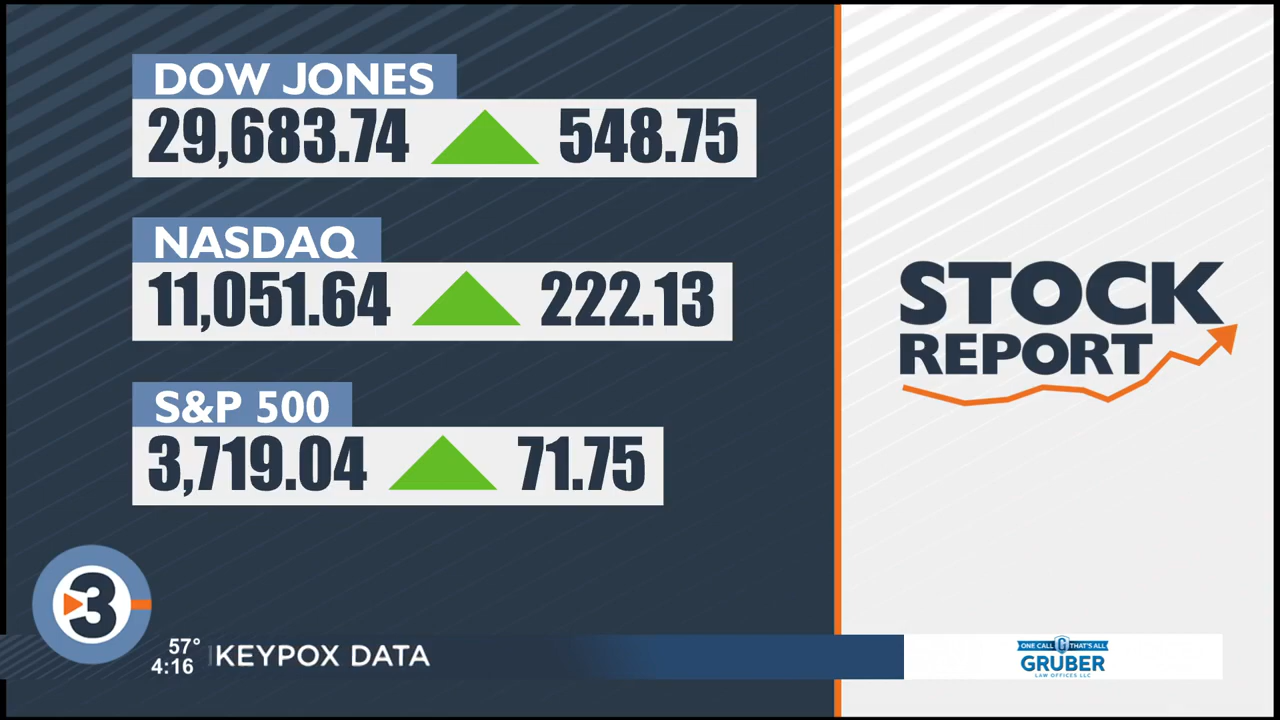 DOW JONES
29,683.74 548.75
NASDAQ
11,051.64 222.13
S&P 500
3,719.04 71.75
STOCK
REPORT
3
57°
4:16
KEYPOX DATA
ONE CALL G THAT'S ALL
GRUBER
LAW OFFICES LLC